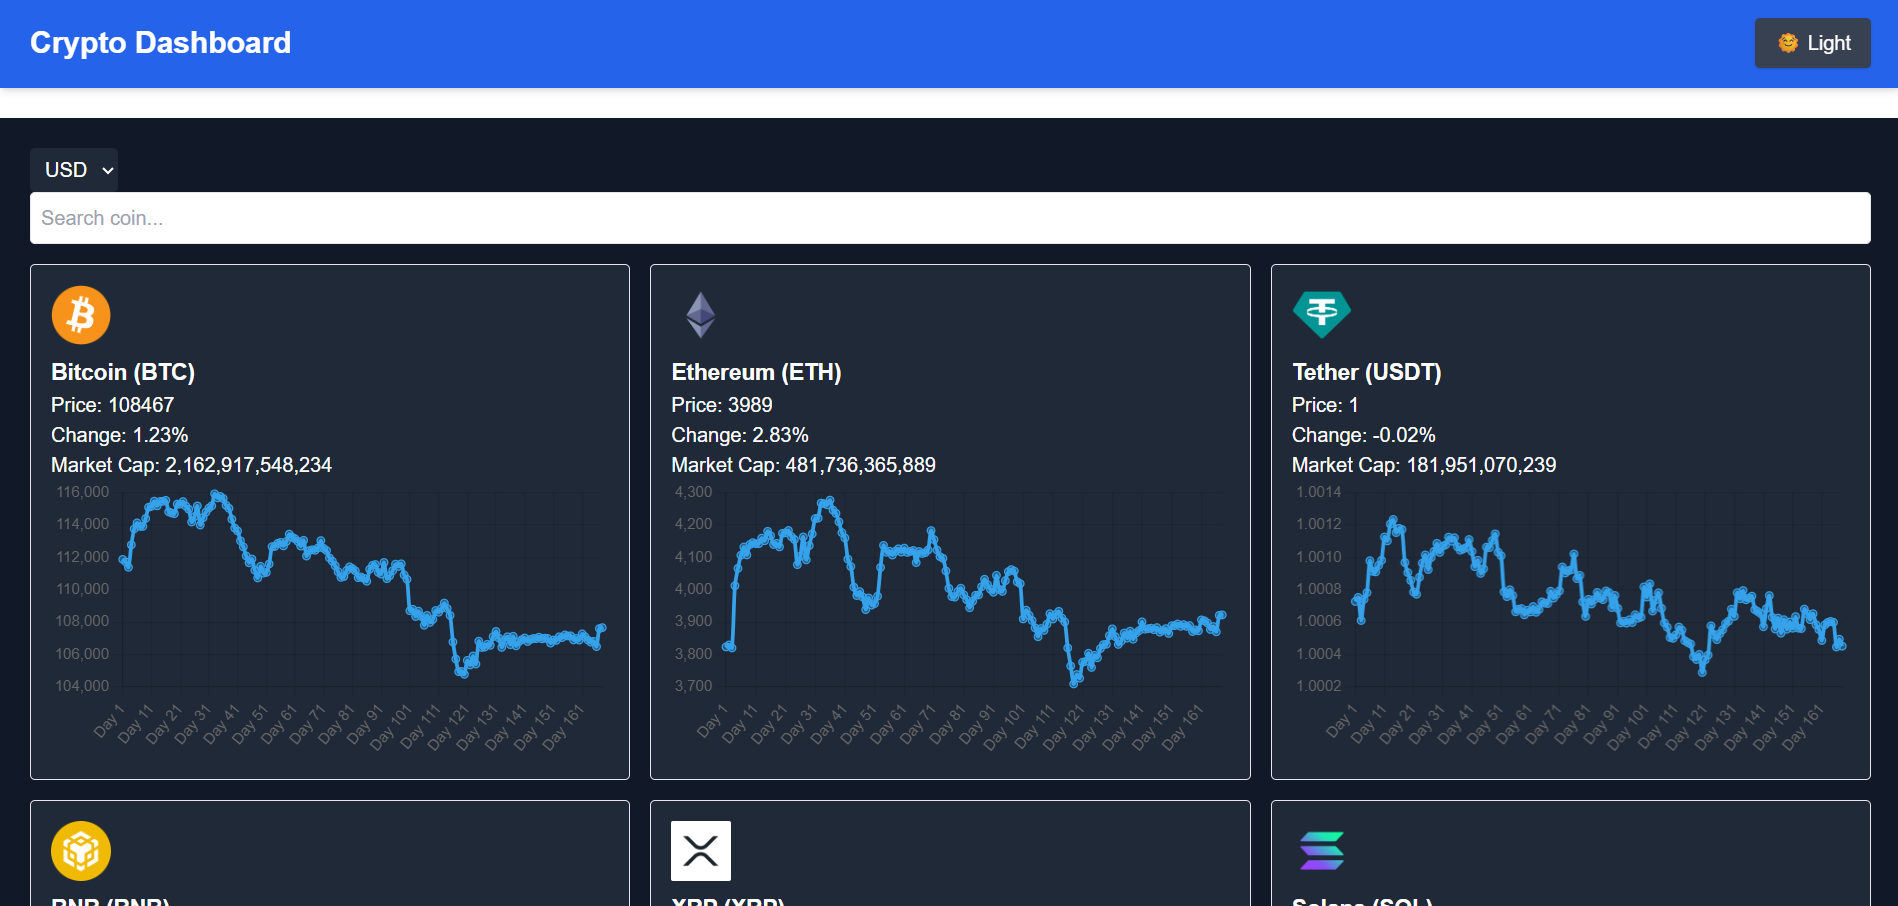 Crypto Dashboard
Light
USD
Search coin...
Bitcoin (BTC)
Price: 108467
Change: 1.23%
Market Cap: 2,162,917,548,234
116,000
114,000
112,000
110,000
108,000
106,000
104,000
Day 1
Day 11
Day 21
Day 31
Day 41
Day 51
Day 61
Day 71
Day 81
Day 91
Day 101
Day 111
Day 121
Day 131
Day 141
Day 151
Day 161
Ethereum (ETH)
Price: 3989
Change: 2.83%
Market Cap: 481,736,365,889
4,300
4,200
4,100
4,000
3,900
3,800
3,700
Day 1
Day 11
Day 21
Day 31
Day 41
Day 51
Day 61
Day 71
Day 81
Day 91
Day 101
Day 111
Day 121
Day 131
Day 141
Day 151
Day 161
Tether (USDT)
Price: 1
Change: -0.02%
Market Cap: 181,951,070,239
1.0014
1.0012
1.0010
1.0008
1.0006
1.0004
1.0002
Day 1
Day 11
Day 21
Day 31
Day 41
Day 51
Day 61
Day 71
Day 81
Day 91
Day 101
Day 111
Day 121
Day 131
Day 141
Day 151
Day 161
BNB (BNB)
XRP (XRP)
Solana (SOL)